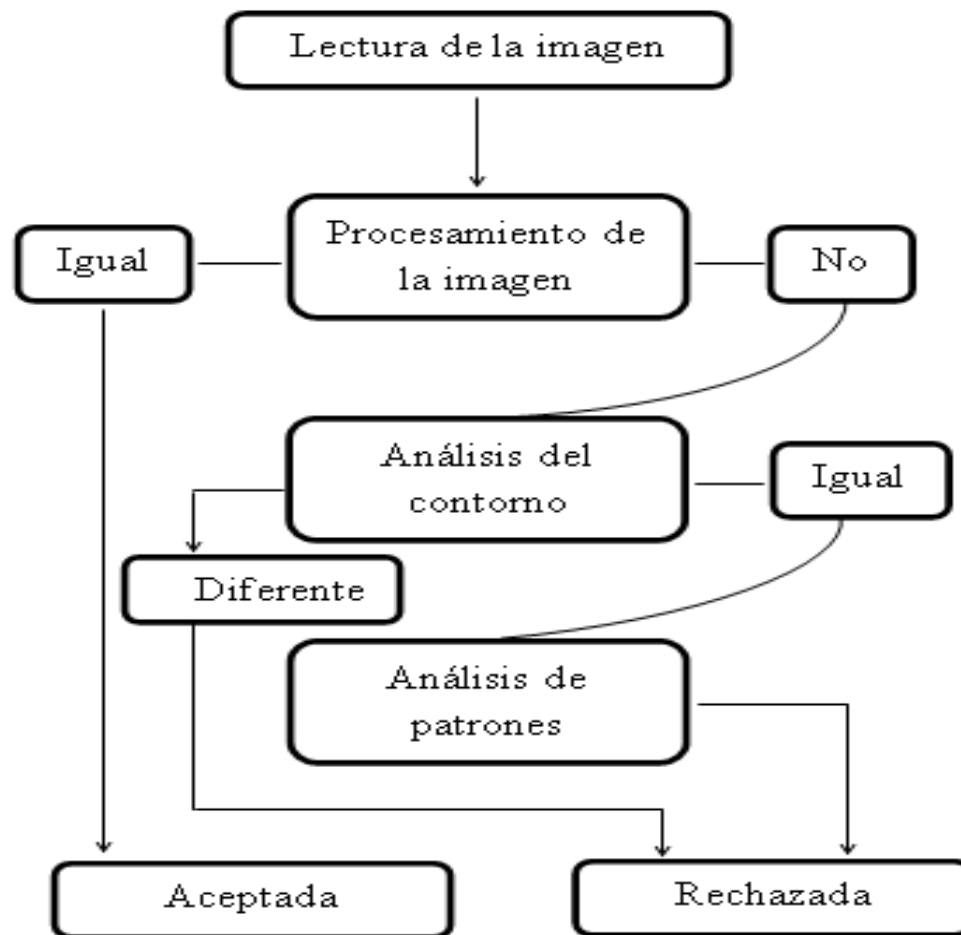 Lectura de la imagen
Igual
Procesamiento de
la imagen
No
Análisis del
contorno
Igual
Diferente
Análisis de
patrones
Aceptada
Rechazada